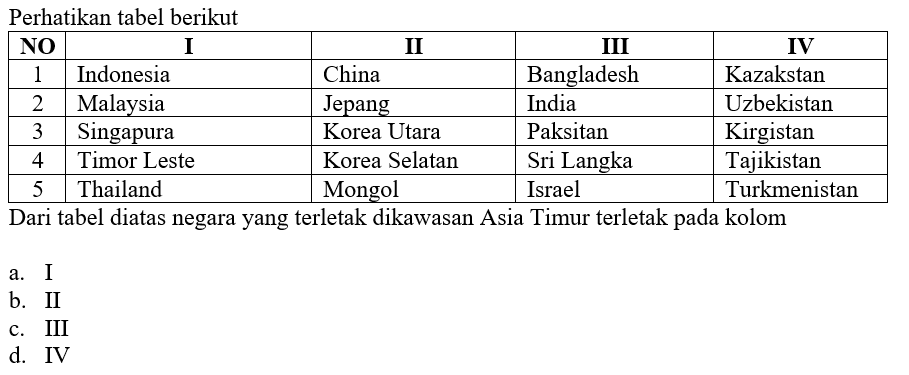 Perhatikan tabel berikut
NO I II III IV
1 Indonesia China Bangladesh Kazakstan
2 Malaysia Jepang India Uzbekistan
3 Singapura Korea Utara Paksitan Kirgistan
4 Timor Leste Korea Selatan Sri Langka Tajikistan
5 Thailand Mongol Israel Turkmenistan
Dari tabel diatas negara yang terletak dikawasan Asia Timur terletak pada kolom
a. I
b. II
c. III
d. IV